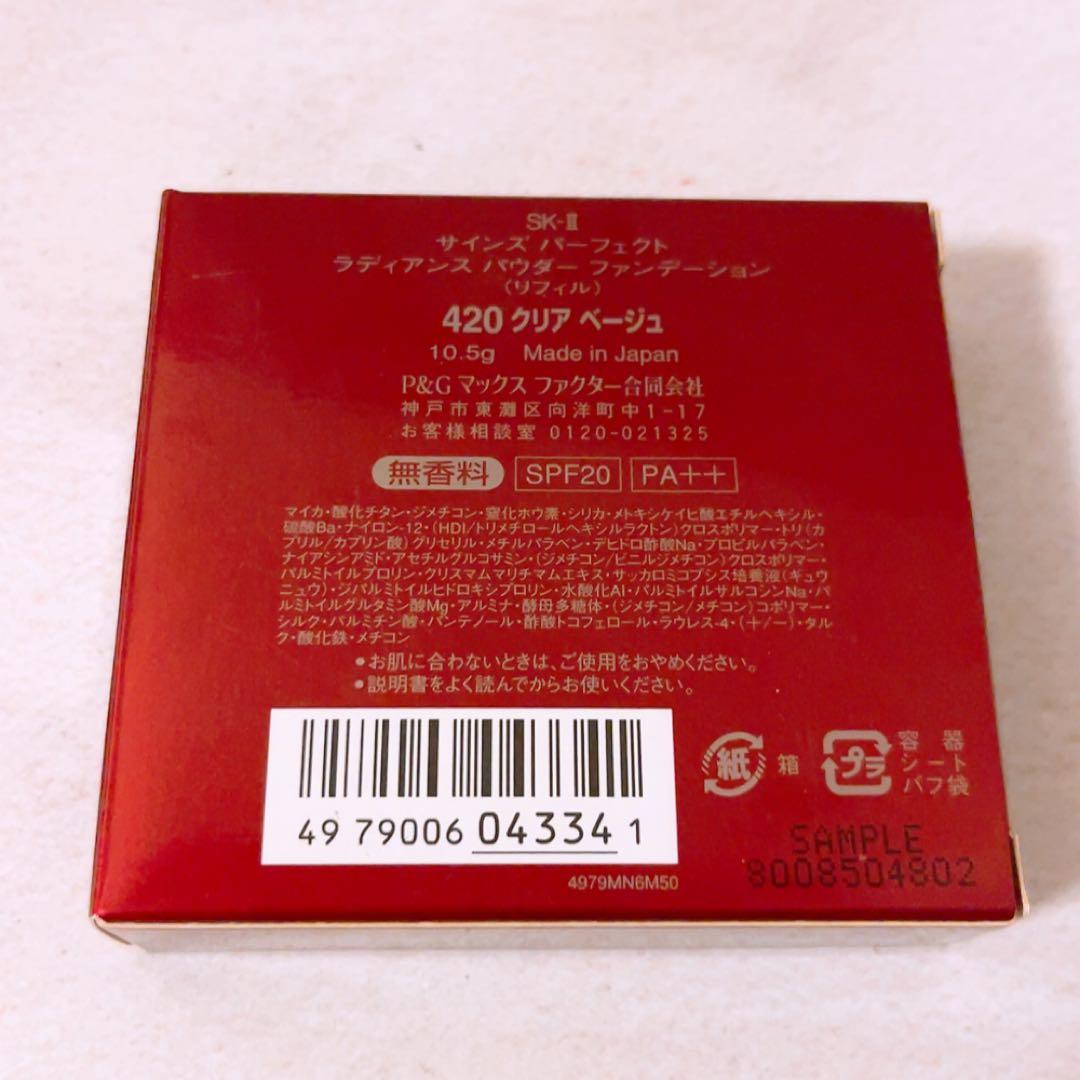 SK-Ⅱ
サインズ パーフェクト
ラディアンス パウダー ファンデーション
（リフィル）
420 クリア ベージュ
10.5g Made in Japan
P&G マックス ファクター合同会社
神戸市東灘区向洋町中1-17
お客様相談室 0120-021325
無香料 SPF20 PA++
マイカ・酸化チタン・ジメチコン・窒化ホウ素・シリカ・メトキシケイヒ酸エチルヘキシル・
硫酸Ba・ナイロン-12・（HDI/トリメチロールヘキシルラクトン）クロスポリマー・トリ（カ
プリル/カプリン酸）グリセリル・メチルパラベン・デヒドロ酢酸Na・プロピルパラベン・
ナイアシンアミド・アセチルグルコサミン・（ジメチコン/ビニルジメチコン）クロスポリマー・
パルミトイルプロリン・クリスマムマリチマムエキス・サッカロミコプシス培養液（キュウ
ニュウ）・ジパルミトイルヒドロキシプロリン・水酸化Al・パルミトイルサルコシンNa・パ
ルミトイルグルタミン酸Mg・アルミナ・酵母多糖体・（ジメチコン/メチコン）コポリマー・
シルク・パルミチン酸・パンテノール・酢酸トコフェロール・ラウレス-4・（+/-）・タル
ク・酸化鉄・メチコン
●お肌に合わないときは、ご使用をおやめください。
●説明書をよく読んでからお使いください。
49 79006 04334 1
4979MN6M50
紙 箱
プラ 容器
シート
パフ袋
SAMPLE
8008504802